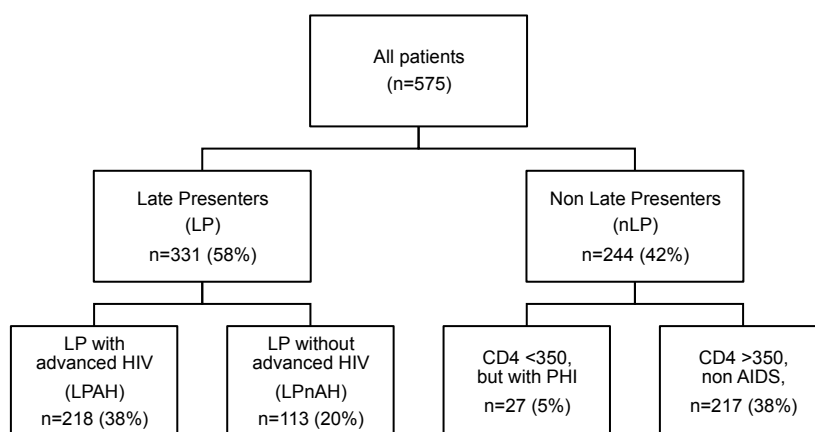 All patients
(n=575)
Late Presenters
(LP)
n=331 (58%)
Non Late Presenters
(nLP)
n=244 (42%)
LP with
advanced HIV
(LPAH)
n=218 (38%)
LP without
advanced HIV
(LPnAH)
n=113 (20%)
CD4 <350,
but with PHI
n=27 (5%)
CD4 >350,
non AIDS,
n=217 (38%)